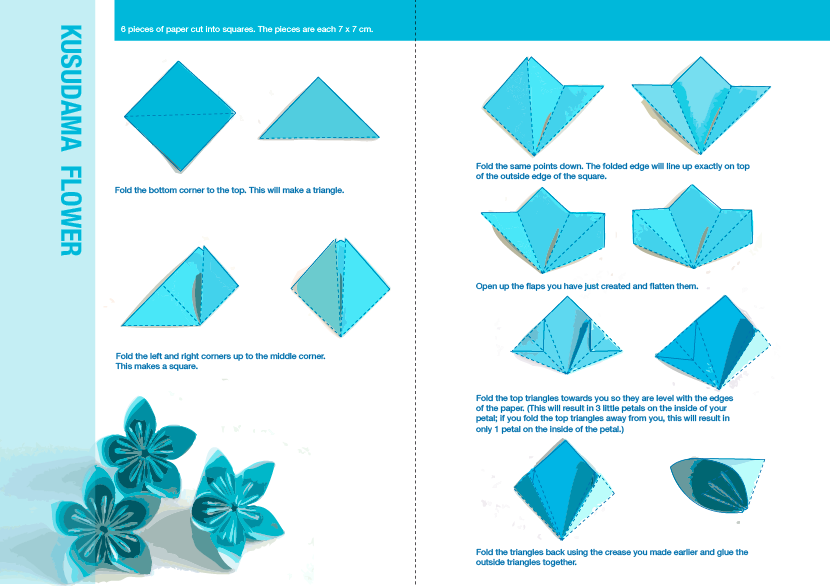 KUSUDAMA FLOWER
6 pieces of paper cut into squares. The pieces are each 7 x 7 cm.
Fold the bottom corner to the top. This will make a triangle.
Fold the left and right corners up to the middle corner.
This makes a square.
Fold the same points down. The folded edge will line up exactly on top
of the outside edge of the square.
Open up the flaps you have just created and flatten them.
Fold the top triangles towards you so they are level with the edges
of the paper. (This will result in 3 little petals on the inside of your
petal; if you fold the top triangles away from you, this will result in
only 1 petal on the inside of the petal.)
Fold the triangles back using the crease you made earlier and glue the
outside triangles together.